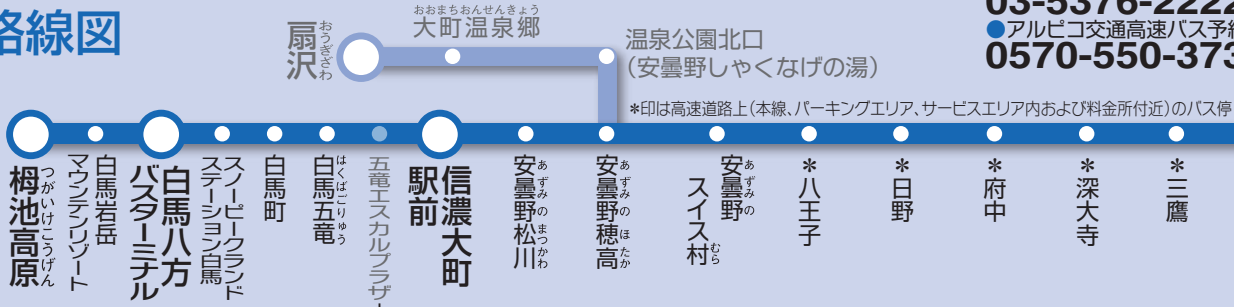 路線図
03-5376-2222
●アルピコ交通高速バス予約
0570-550-373
おおまちおんせんきょう
大町温泉郷
おうぎざわ
扇沢
温泉公園北口
（安曇野しゃくなげの湯）
＊印は高速道路上（本線、パーキングエリア、サービスエリア内および料金所付近）のバス停
つがいけこうげん
栂池高原
白馬岩岳
マウンテンリゾート
白馬八方
バスターミナル
スノーピークランド
ステーション白馬
白馬町
はくばごりゅう
白馬五竜
五竜エスカルプラザ
信濃大町
駅前
あずみのまつかわ
安曇野松川
あずみのほたか
安曇野穂高
あずみの
安曇野
スイス村
むら
＊八王子
＊日野
＊府中
＊深大寺
＊三鷹